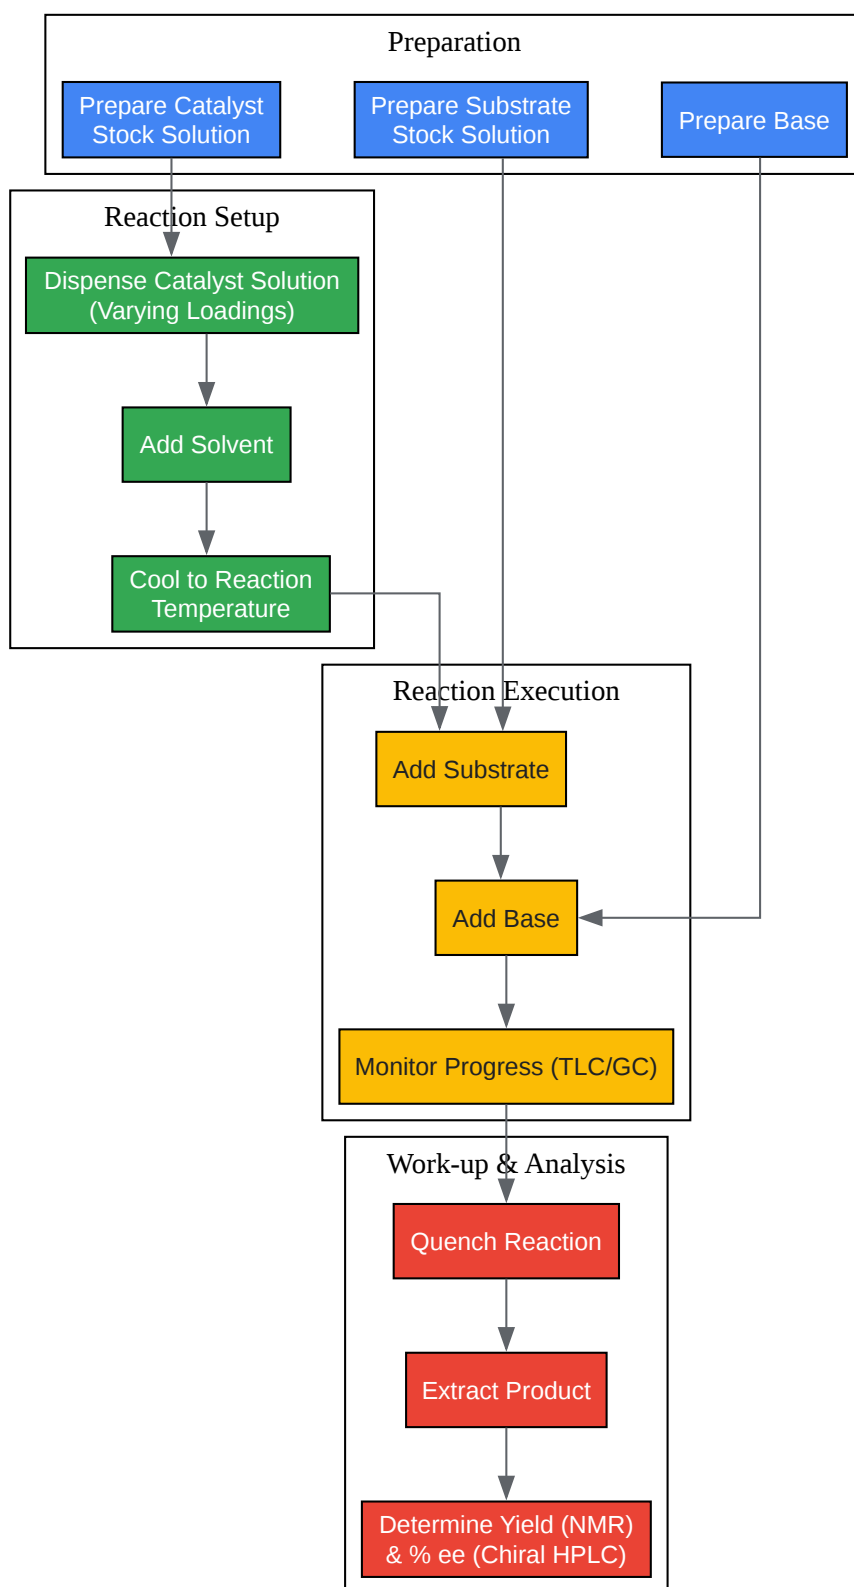 Preparation
Prepare Catalyst
Stock Solution
Prepare Substrate
Stock Solution
Prepare Base
Reaction Setup
Dispense Catalyst Solution
(Varying Loadings)
Add Solvent
Cool to Reaction
Temperature
Reaction Execution
Add Substrate
Add Base
Monitor Progress (TLC/GC)
Work-up & Analysis
Quench Reaction
Extract Product
Determine Yield (NMR)
& % ee (Chiral HPLC)